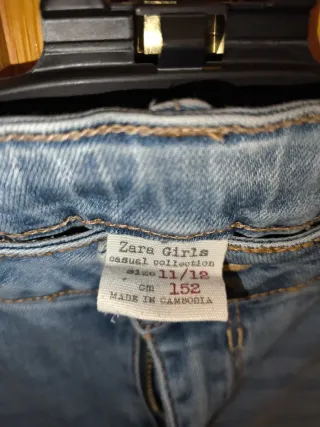 Zara Girls
casual collection
size 11/12
cm 152
MADE IN CAMBODIA